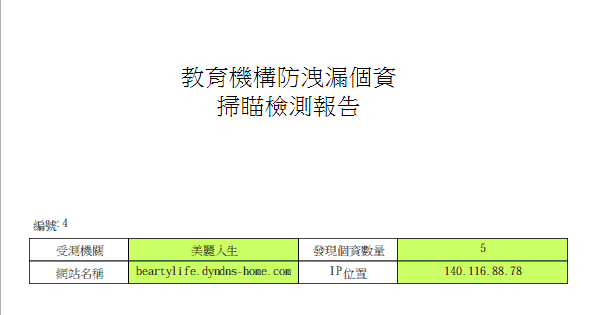 教育機構防洩漏個資
掃瞄檢測報告
編號:4
受測機關 美麗人生 發現個資數量 5
網站名稱 beartylife.dyndns-home.com IP位置 140.116.88.78